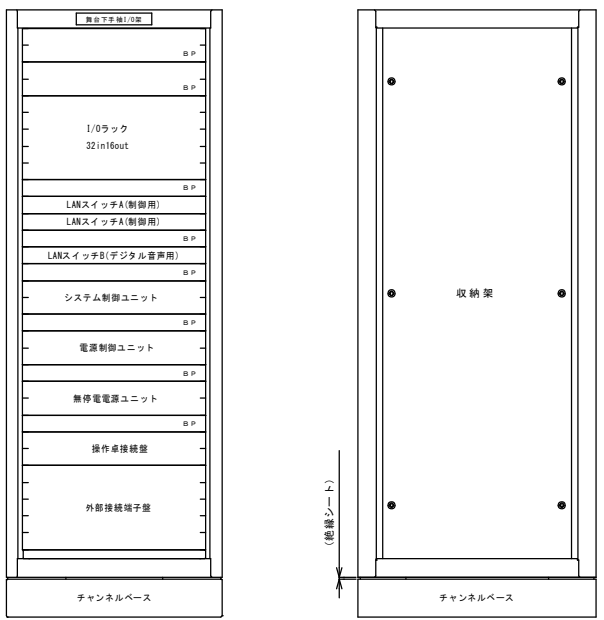 舞台下手袖I/O架
BP
BP
I/Oラック
32in16out
BP
LANスイッチA(制御用)
LANスイッチA(制御用)
BP
LANスイッチB(デジタル音声用)
BP
システム制御ユニット
BP
電源制御ユニット
BP
無停電電源ユニット
BP
操作卓接続盤
外部接続端子盤
チャンネルベース
収納架
(絶縁シート)
チャンネルベース